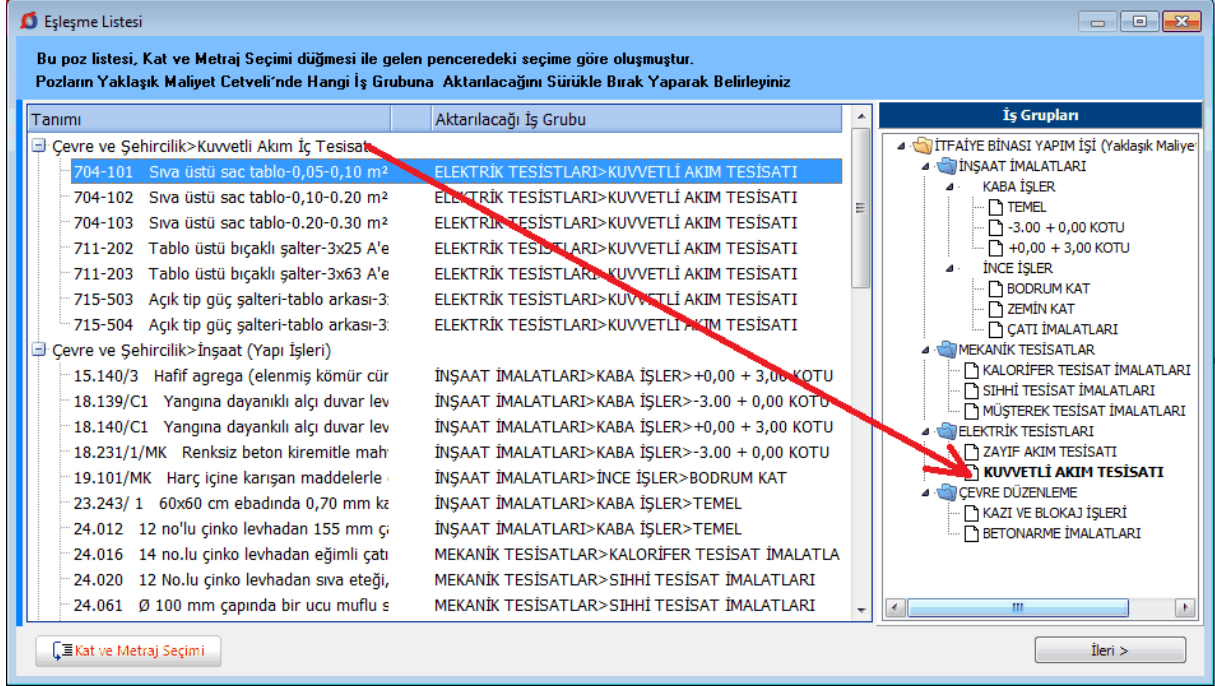 Eşleşme Listesi
Bu poz listesi, Kat ve Metraj Seçimi düğmesi ile gelen penceredeki seçime göre oluşmuştur.
Pozların Yaklaşık Maliyet Cetveli'nde Hangi İş Grubuna Aktarılacağını Sürükle Bırak Yaparak Belirleyiniz
Tanımı Aktarılacağı İş Grubu
Çevre ve Şehircilik>Kuvvetli Akım İç Tesisatı
704-101 Sıva üstü sac tablo-0,05-0,10 m² ELEKTRİK TESİSTLARI>KUVVETLİ AKIM TESİSATI
704-102 Sıva üstü sac tablo-0,10-0.20 m² ELEKTRİK TESİSTLARI>KUVVETLİ AKIM TESİSATI
704-103 Sıva üstü sac tablo-0.20-0.30 m² ELEKTRİK TESİSTLARI>KUVVETLİ AKIM TESİSATI
711-202 Tablo üstü bıçaklı şalter-3x25 A'e ELEKTRİK TESİSTLARI>KUVVETLİ AKIM TESİSATI
711-203 Tablo üstü bıçaklı şalter-3x63 A'e ELEKTRİK TESİSTLARI>KUVVETLİ AKIM TESİSATI
715-503 Açık tip güç şalteri-tablo arkası-3: ELEKTRİK TESİSTLARI>KUVVETLİ AKIM TESİSATI
715-504 Açık tip güç şalteri-tablo arkası-3: ELEKTRİK TESİSTLARI>KUVVETLİ AKIM TESİSATI
Çevre ve Şehircilik>İnşaat (Yapı İşleri)
15.140/3 Hafif agrega (elenmiş kömür cür İNŞAAT İMALATLARI>KABA İŞLER>+0,00 + 3,00 KOTU
18.139/C1 Yangına dayanıklı alçı duvar lev İNŞAAT İMALATLARI>KABA İŞLER>-3.00 + 0,00 KOTU
18.140/C1 Yangına dayankılı alçı duvar lev İNŞAAT İMALATLARI>KABA İŞLER>+0,00 + 3,00 KOTU
18.231/1/MK Renksiz beton kiremitle mah İNŞAAT İMALATLARI>KABA İŞLER>-3.00 + 0,00 KOTU
19.101/MK Harç içine karışan maddelerle İNŞAAT İMALATLARI>İNCE İŞLER>BODRUM KAT
23.243/ 1 60x60 cm ebadında 0,70 mm ka İNŞAAT İMALATLARI>KABA İŞLER>TEMEL
24.012 12 no'lu çinko levhadan 155 mm ça İNŞAAT İMALATLARI>KABA İŞLER>TEMEL
24.016 14 no.lu çinko levhadan eğimli çatı MEKANİK TESİSATLAR>KALORİFER TESİSAT İMALATLA
24.020 12 No.lu çinko levhadan sıva eteği, MEKANİK TESİSATLAR>SIHHİ TESİSAT İMALATLARI
24.061 Ø 100 mm çapında bir ucu muflu s MEKANİK TESİSATLAR>SIHHİ TESİSAT İMALATLARI
İş Grupları
İTFAİYE BİNASI YAPIM İŞİ (Yaklaşık Maliye
İNŞAAT İMALATLARI
KABA İŞLER
TEMEL
-3.00 + 0,00 KOTU
+0,00 + 3,00 KOTU
İNCE İŞLER
BODRUM KAT
ZEMİN KAT
ÇATI İMALATLARI
MEKANİK TESİSATLAR
KALORİFER TESİSAT İMALATLARI
SIHHİ TESİSAT İMALATLARI
MÜŞTEREK TESİSAT İMALATLARI
ELEKTRİK TESİSTLARI
ZAYIF AKIM TESİSATI
KUVVETLİ AKIM TESİSATI
ÇEVRE DÜZENLEME
KAZI VE BLOKAJ İŞLERİ
BETONARME İMALATLARI
Kat ve Metraj Seçimi
İleri >